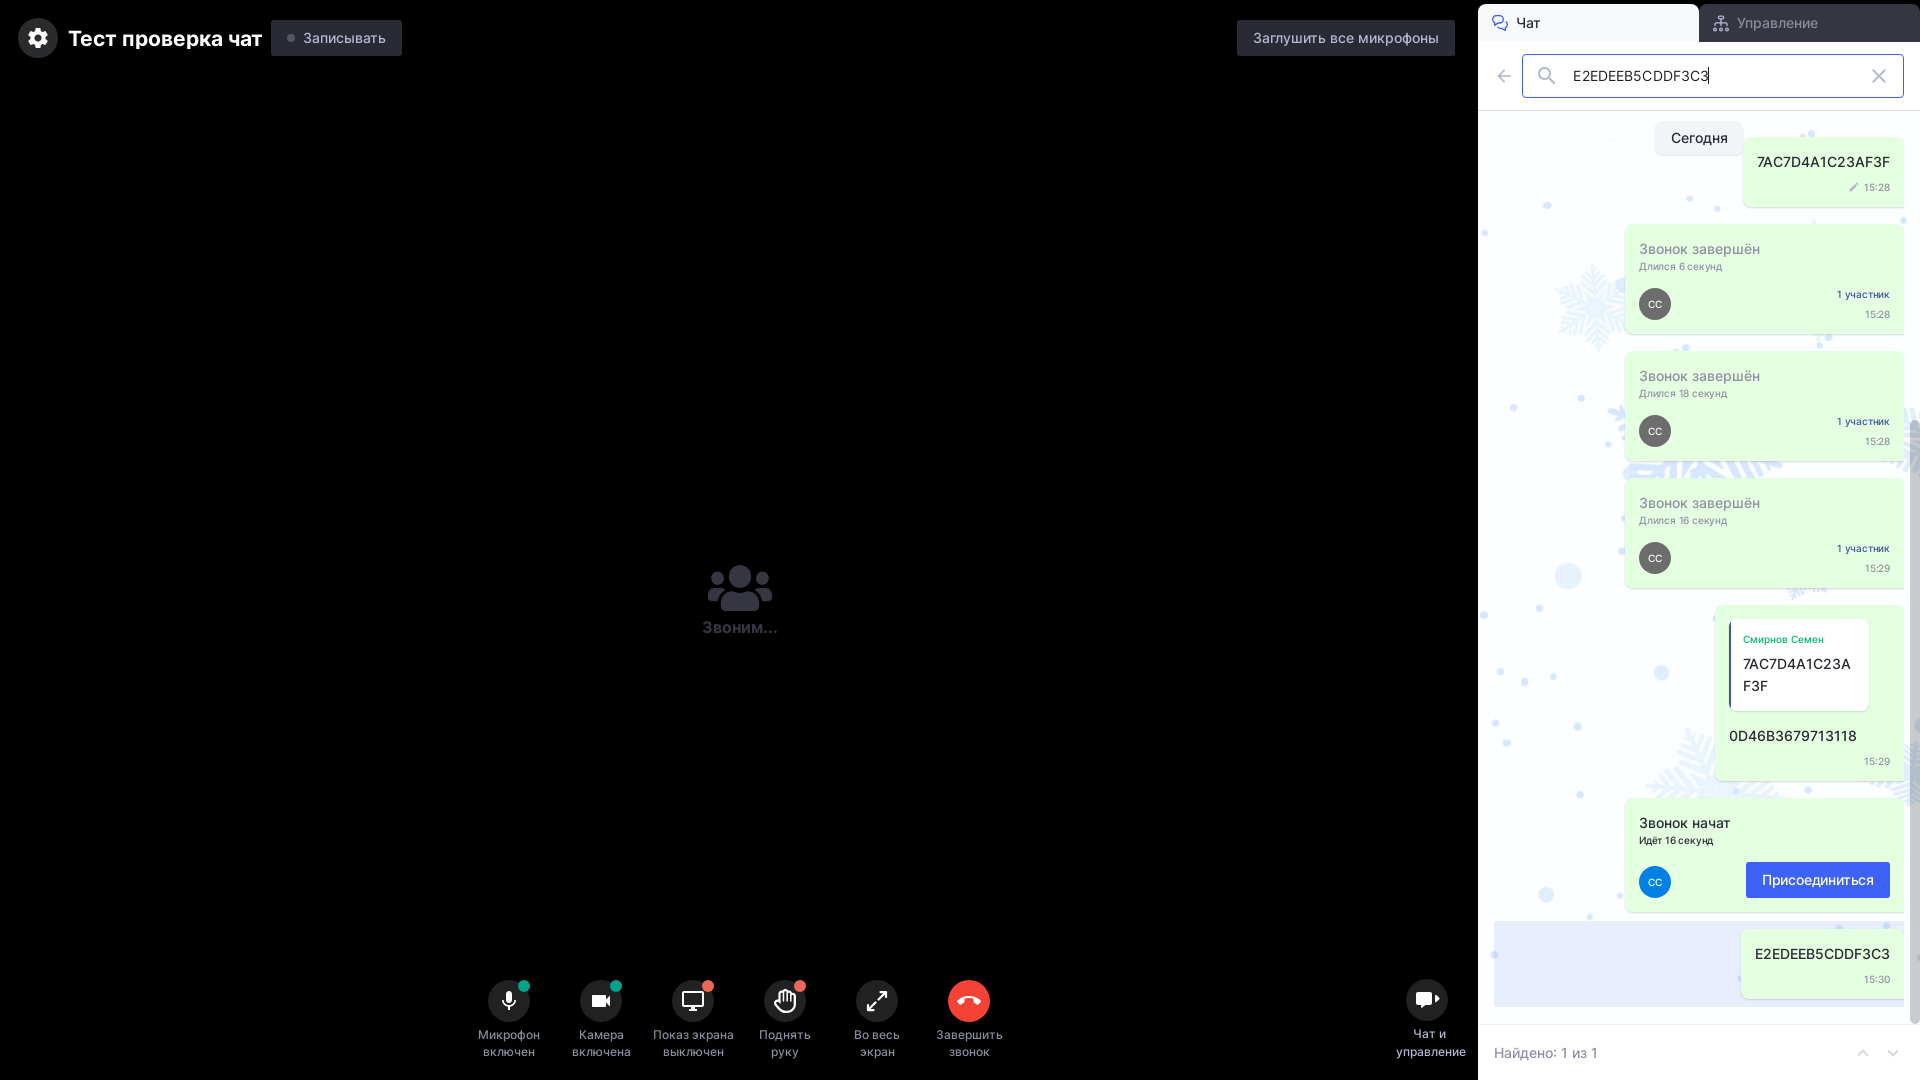 Тест проверка чат
Записывать
Заглушить все микрофоны
Чат
Управление
E2EDEEB5CDDF3C3
Сегодня
7AC7D4A1C23AF3F
15:28
Звонок завершён
Длился 6 секунд
СС
1 участник
15:28
Звонок завершён
Длился 18 секунд
СС
1 участник
15:28
Звонок завершён
Длился 16 секунд
СС
1 участник
15:29
Смирнов Семен
7AC7D4A1C23A
F3F
0D46B3679713118
15:29
Звонок начат
Идёт 16 секунд
СС
Присоединиться
E2EDEEB5CDDF3C3
15:30
Найдено: 1 из 1
Звоним...
Микрофон
включен
Камера
включена
Показ экрана
выключен
Поднять
руку
Во весь
экран
Завершить
звонок
Чат и
управление